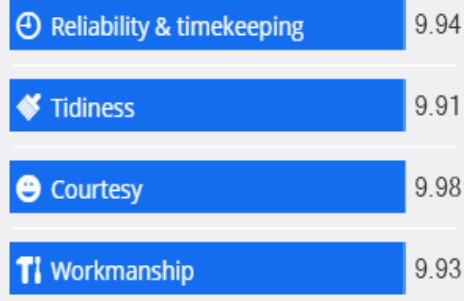 Reliability & timekeeping 9.94
Tidiness 9.91
Courtesy 9.98
Workmanship 9.93